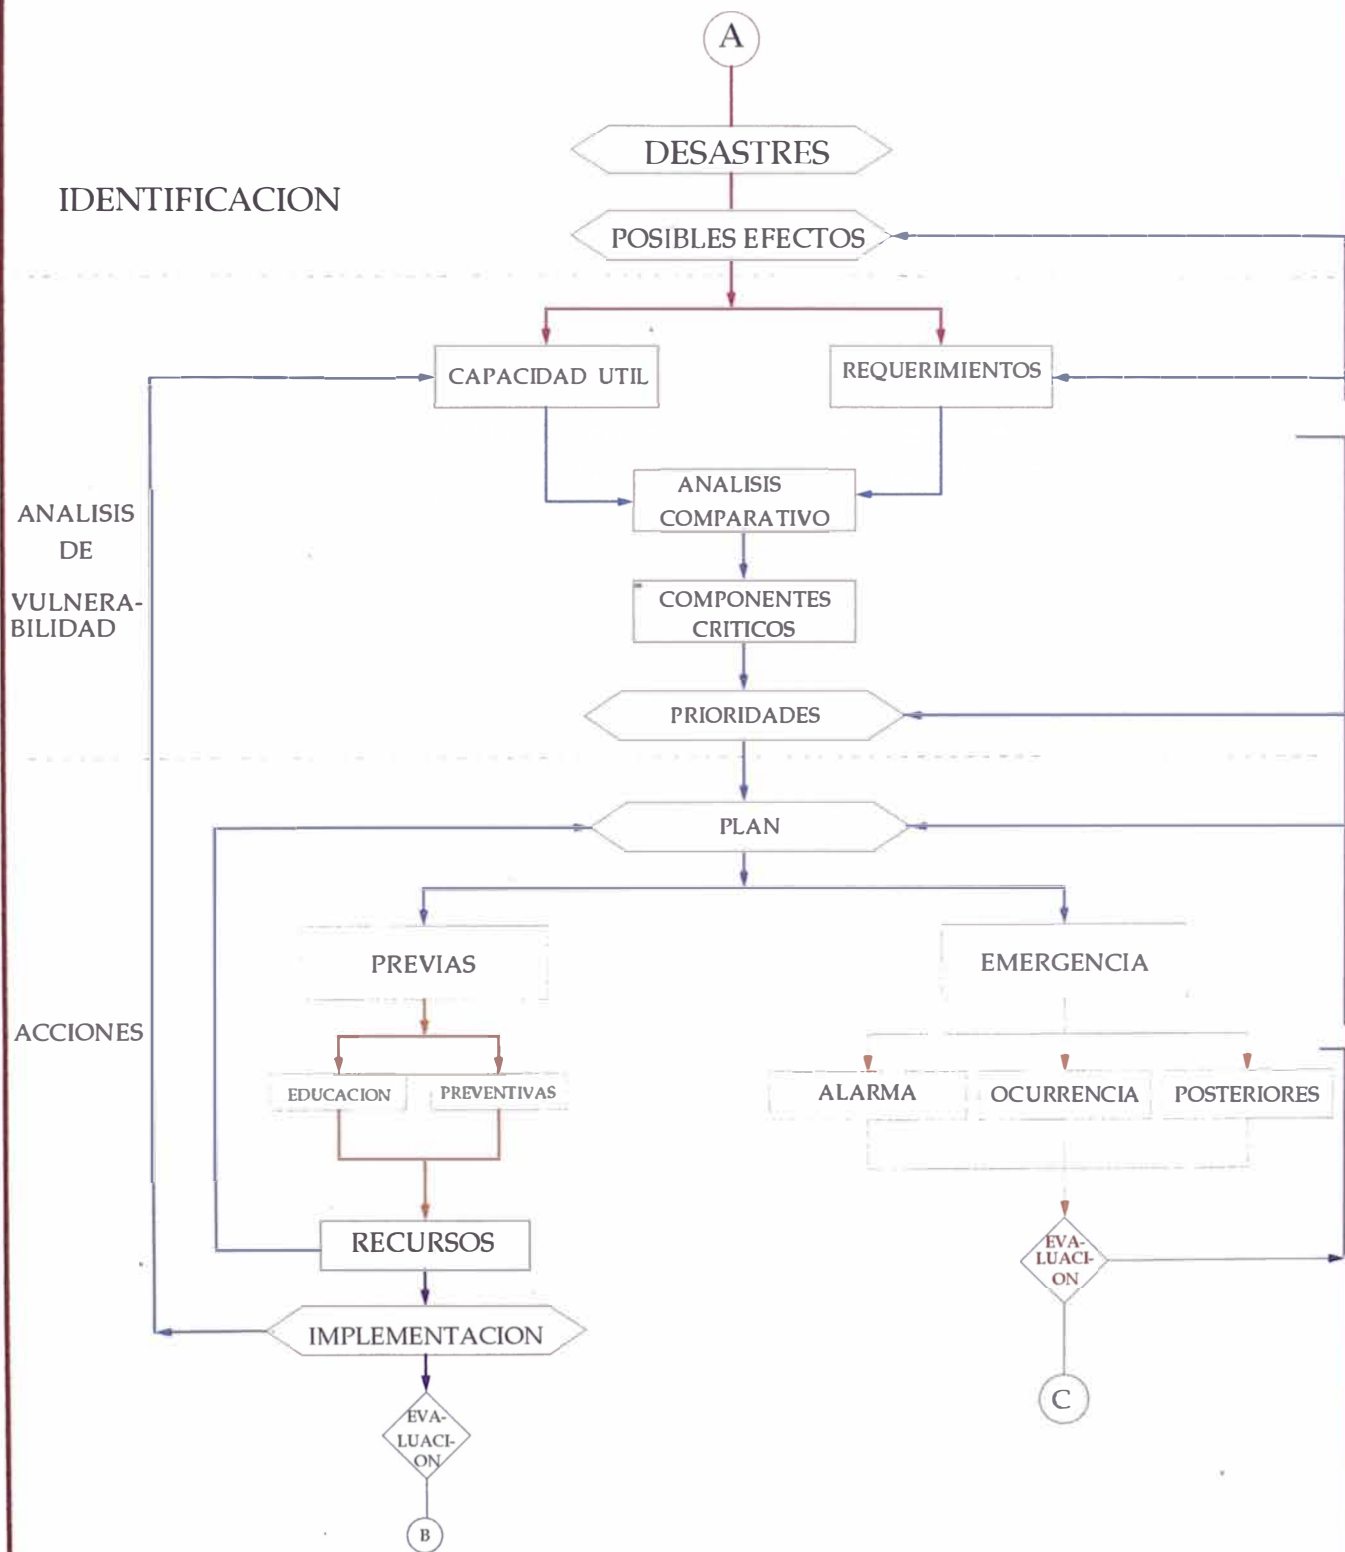 A
DESASTRES
IDENTIFICACION
POSIBLES EFECTOS
CAPACIDAD UTIL
REQUERIMIENTOS
ANALISIS
COMPARATIVO
ANALISIS
DE
VULNERA-
BILIDAD
COMPONENTES
CRITICOS
PRIORIDADES
PLAN
PREVIAS
EMERGENCIA
ACCIONES
EDUCACION
PREVENTIVAS
ALARMA
OCURRENCIA
POSTERIORES
RECURSOS
EVA-
LUACI-
ON
IMPLEMENTACION
C
EVA-
LUACI-
ON
B